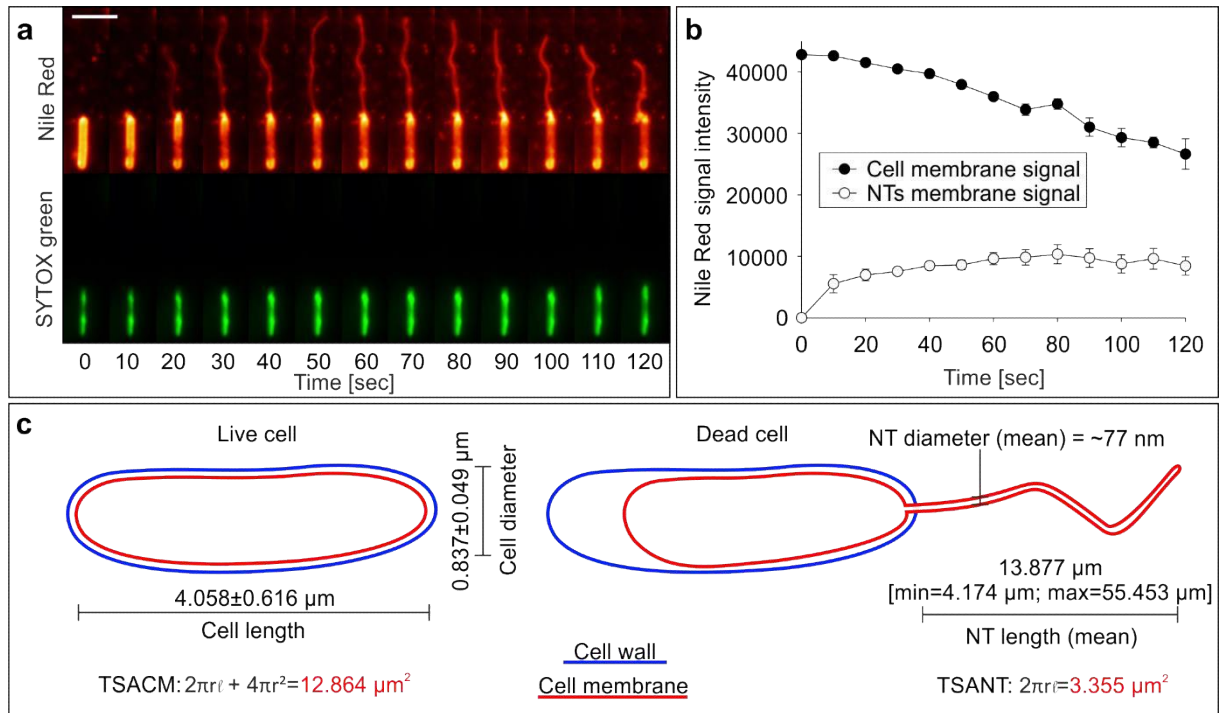 a
Nile Red
SYTOX green
0 10 20 30 40 50 60 70 80 90 100 110 120
Time [sec]
b
Nile Red signal intensity
40000
30000
20000
10000
0
Cell membrane signal
NTs membrane signal
0 20 40 60 80 100 120
Time [sec]
c
Live cell
0.837±0.049 µm
Cell diameter
4.058±0.616 µm
Cell length
TSACM: 2πrℓ + 4πr²=12.864 µm²
Dead cell
NT diameter (mean) = ~77 nm
13.877 µm
[min=4.174 µm; max=55.453 µm]
NT length (mean)
Cell wall
Cell membrane
TSANT: 2πrℓ=3.355 µm²